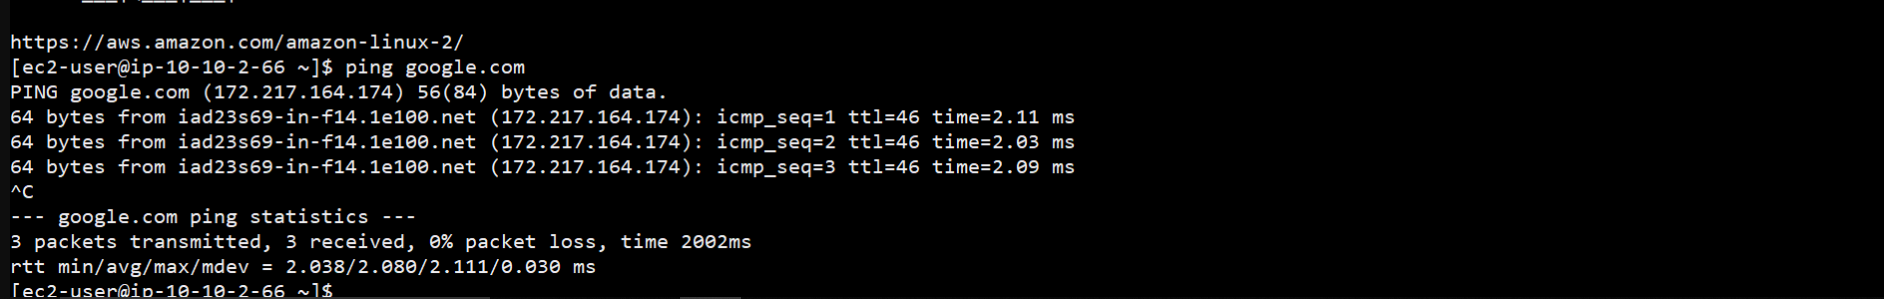 https://aws.amazon.com/amazon-linux-2/
[ec2-user@ip-10-10-2-66 ~]$ ping google.com
PING google.com (172.217.164.174) 56(84) bytes of data.
64 bytes from iad23s69-in-f14.1e100.net (172.217.164.174): icmp_seq=1 ttl=46 time=2.11 ms
64 bytes from iad23s69-in-f14.1e100.net (172.217.164.174): icmp_seq=2 ttl=46 time=2.03 ms
64 bytes from iad23s69-in-f14.1e100.net (172.217.164.174): icmp_seq=3 ttl=46 time=2.09 ms
^C
--- google.com ping statistics ---
3 packets transmitted, 3 received, 0% packet loss, time 2002ms
rtt min/avg/max/mdev = 2.038/2.080/2.111/0.030 ms
[ec2-user@ip-10-10-2-66 ~]$